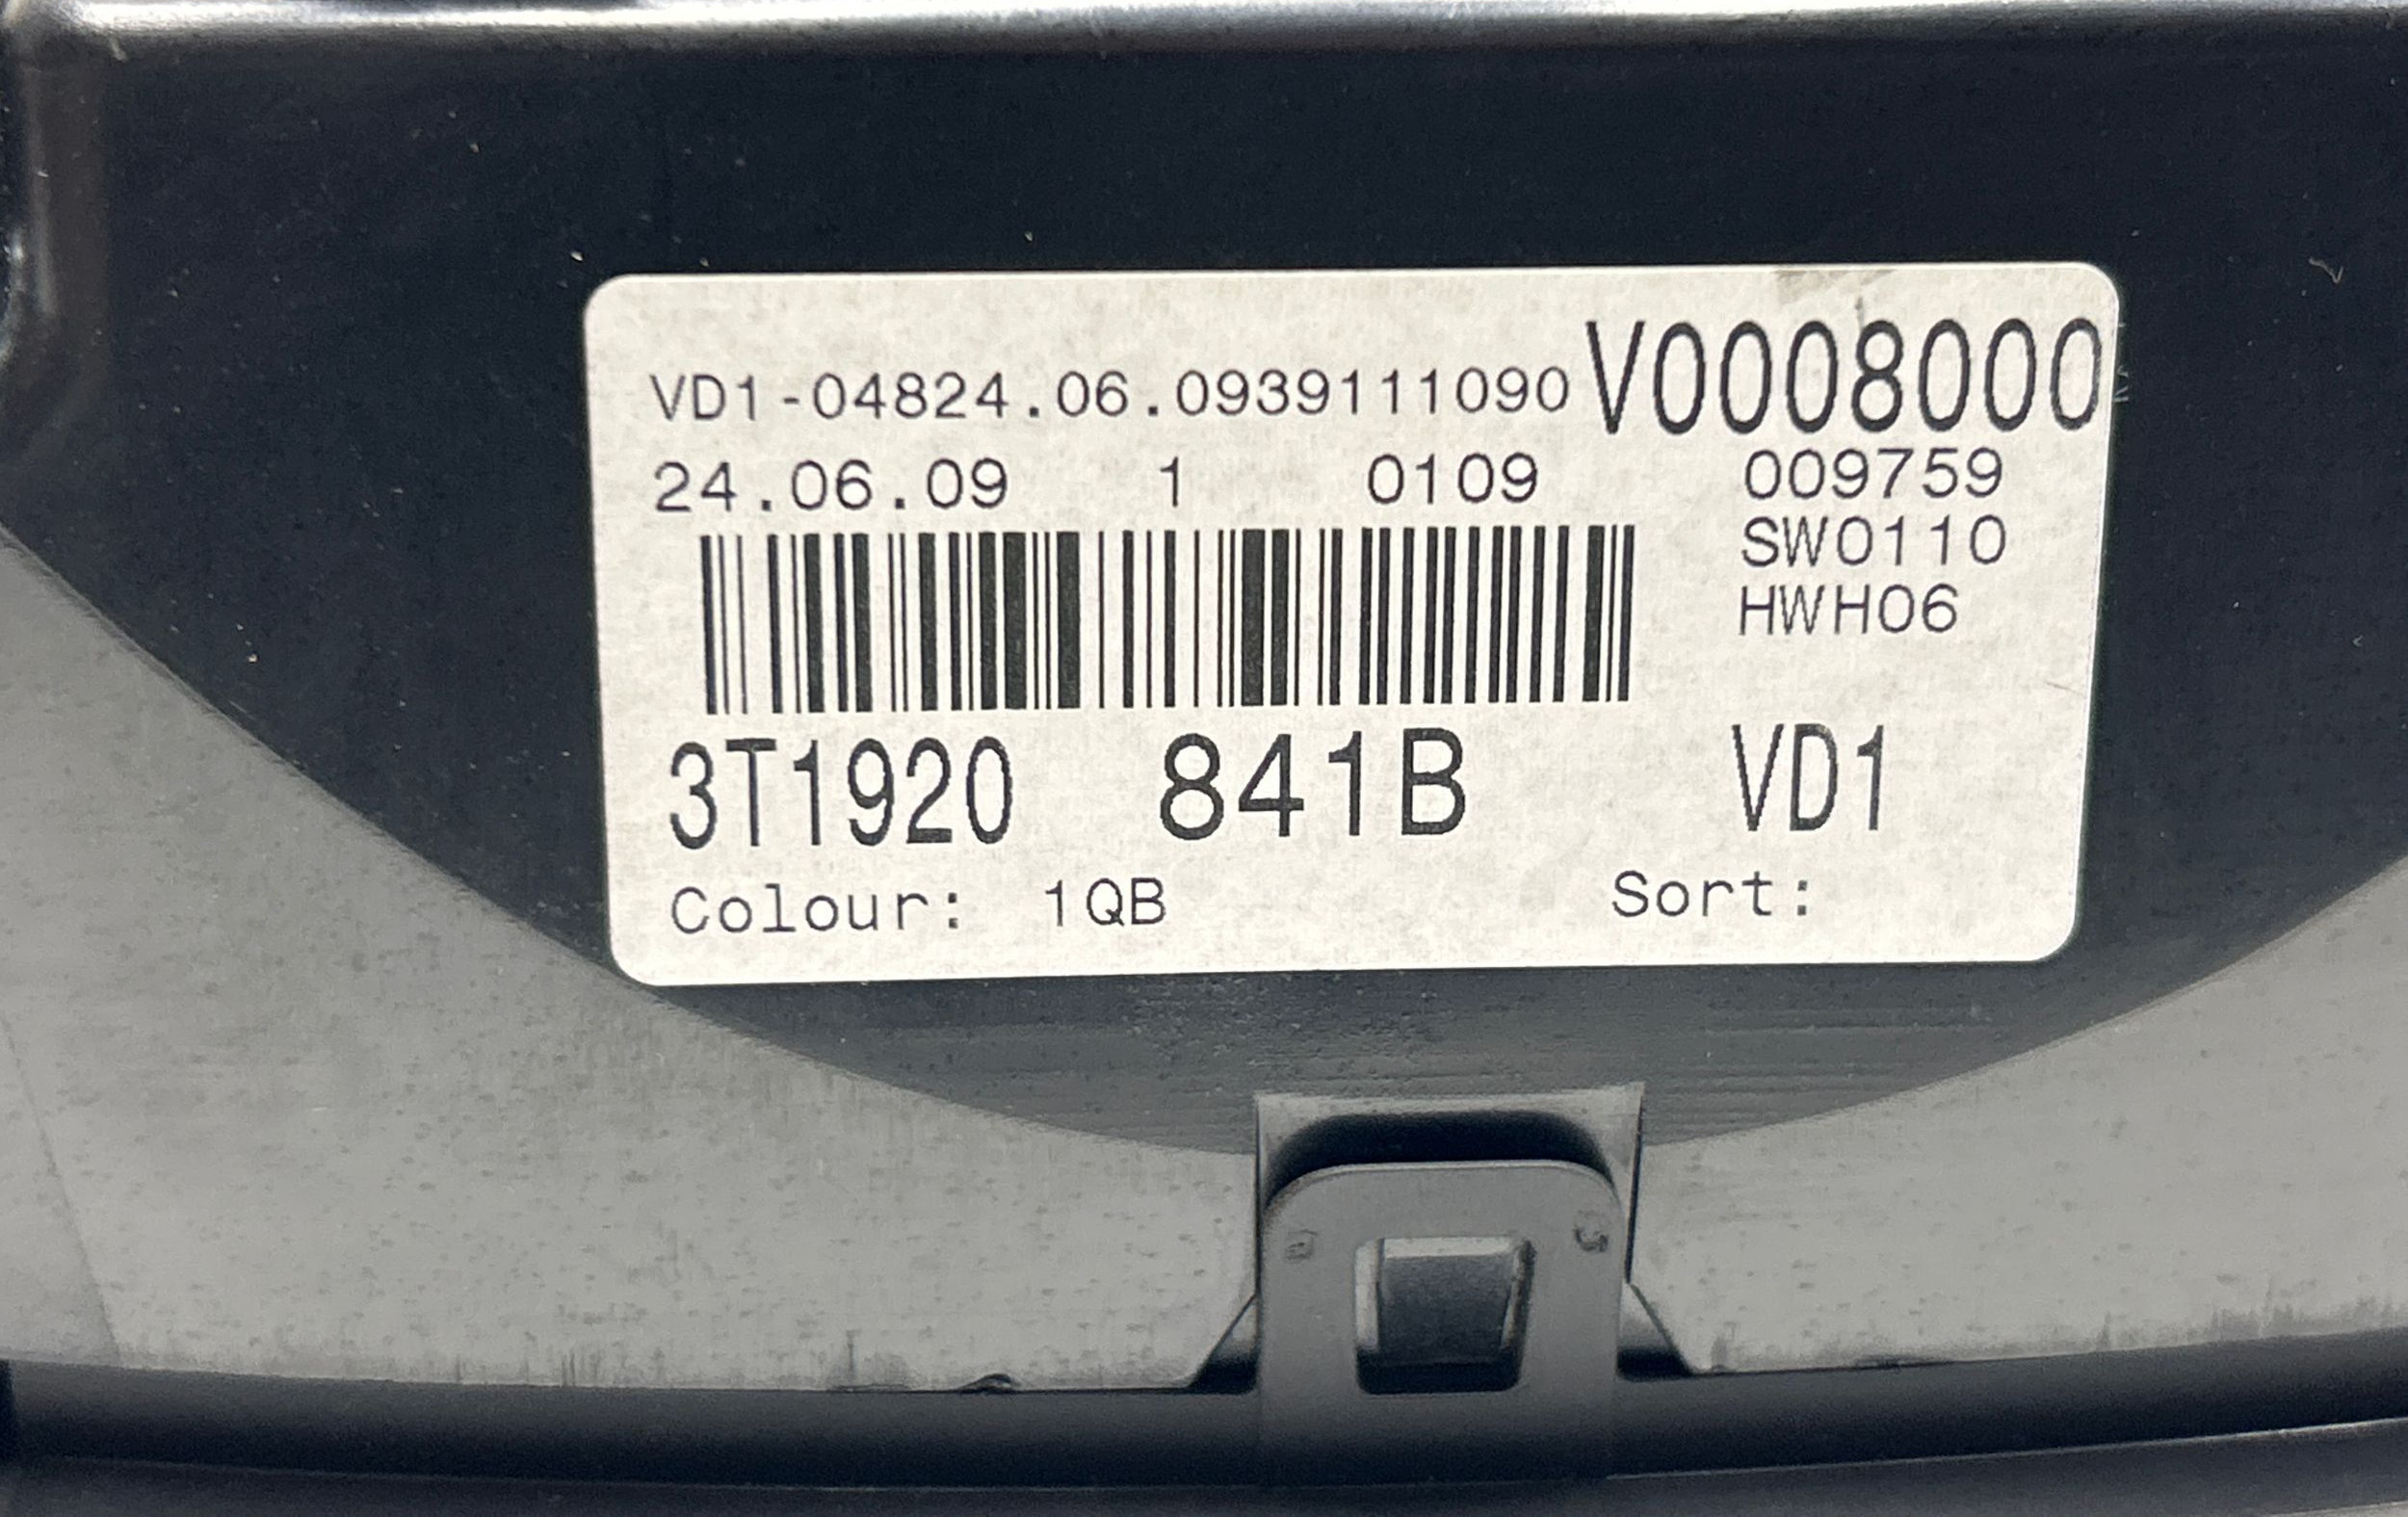 VD1-04824.06.0939111090 V0008000
24.06.09 1 0109 009759
SW0110
HWH06
3T1920 841B VD1
Colour: 1QB Sort: